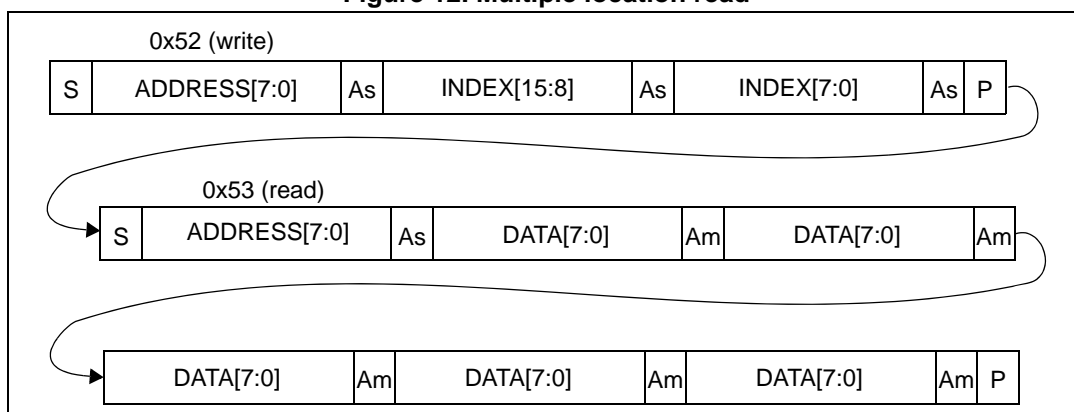 Figure 12. Multiple location read
0x52 (write)
S ADDRESS[7:0] As INDEX[15:8] As INDEX[7:0] As P
0x53 (read)
S ADDRESS[7:0] As DATA[7:0] Am DATA[7:0] Am
DATA[7:0] Am DATA[7:0] Am DATA[7:0] Am P